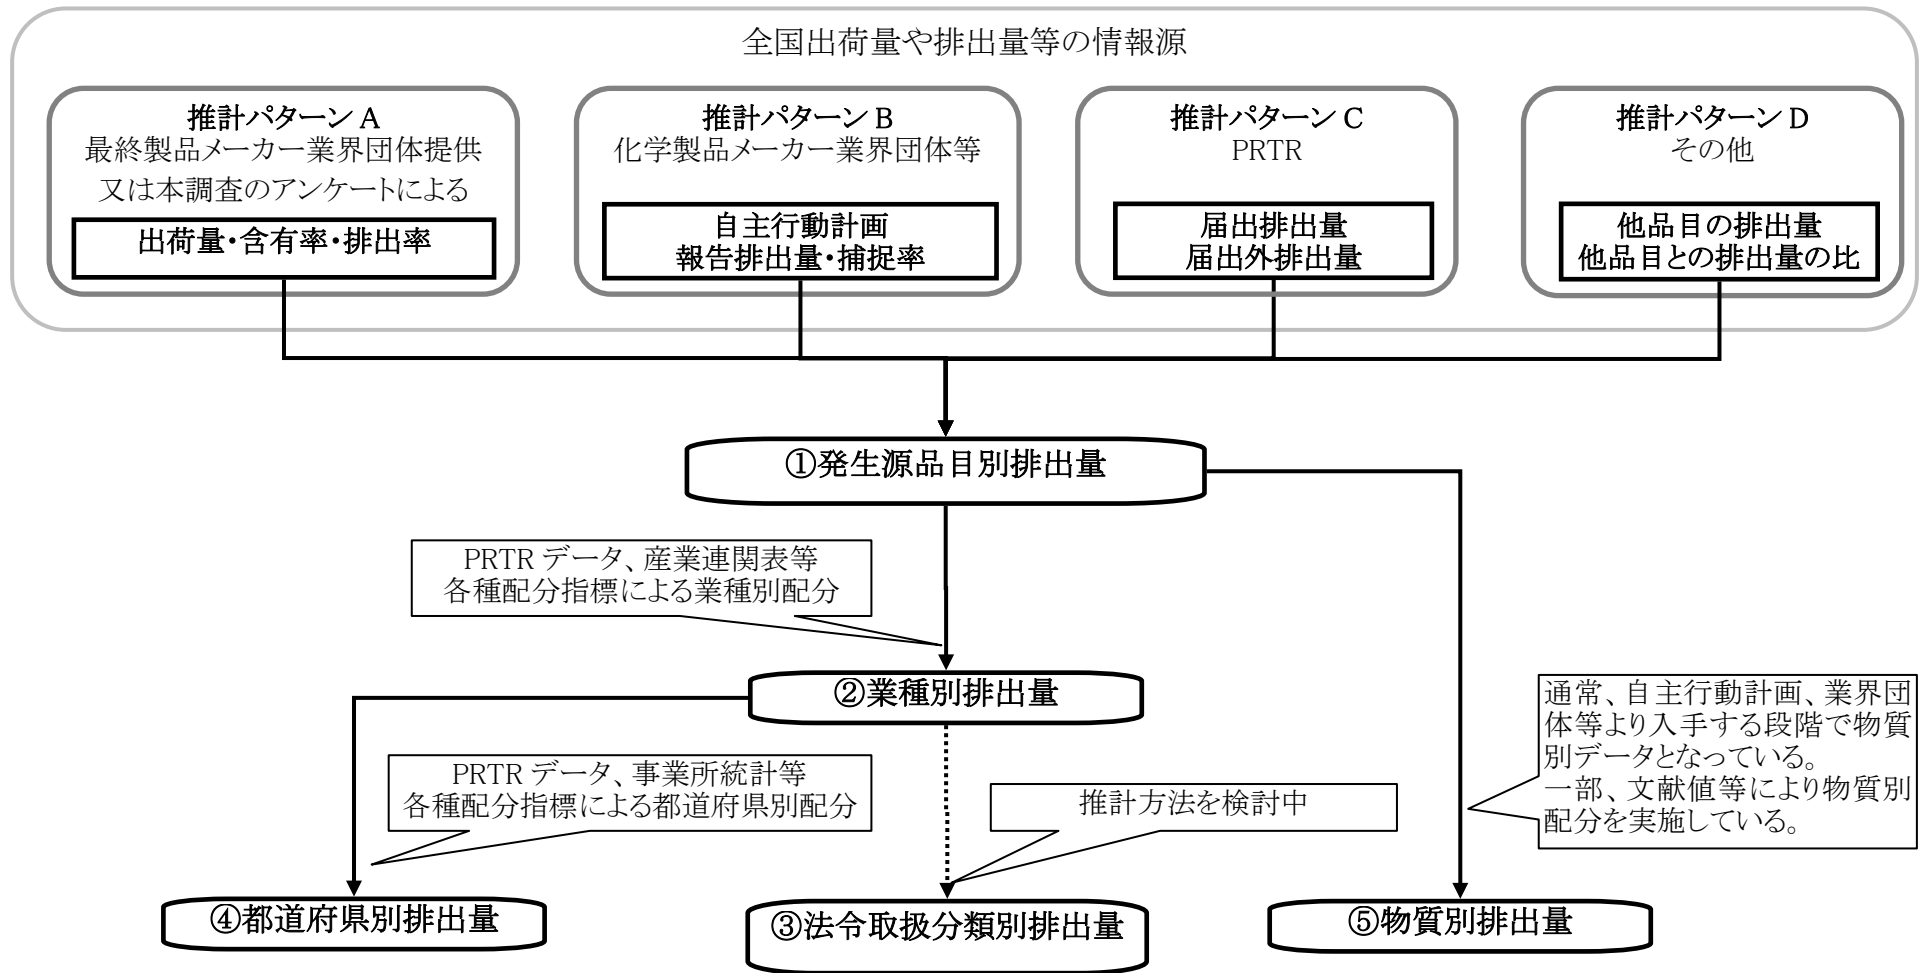 全国出荷量や排出量等の情報源
推計パターン A
最終製品メーカー業界団体提供
又は本調査のアンケートによる
出荷量・含有率・排出率
推計パターン B
化学製品メーカー業界団体等
自主行動計画
報告排出量・捕捉率
推計パターン C
PRTR
届出排出量
届出外排出量
推計パターン D
その他
他品目の排出量
他品目との排出量の比
①発生源品目別排出量
PRTR データ、産業連関表等
各種配分指標による業種別配分
②業種別排出量
通常、自主行動計画、業界団
体等より入手する段階で物質
別データとなっている。
一部、文献値等により物質別
配分を実施している。
PRTR データ、事業所統計等
各種配分指標による都道府県別配分
推計方法を検討中
④都道府県別排出量
③法令取扱分類別排出量
⑤物質別排出量